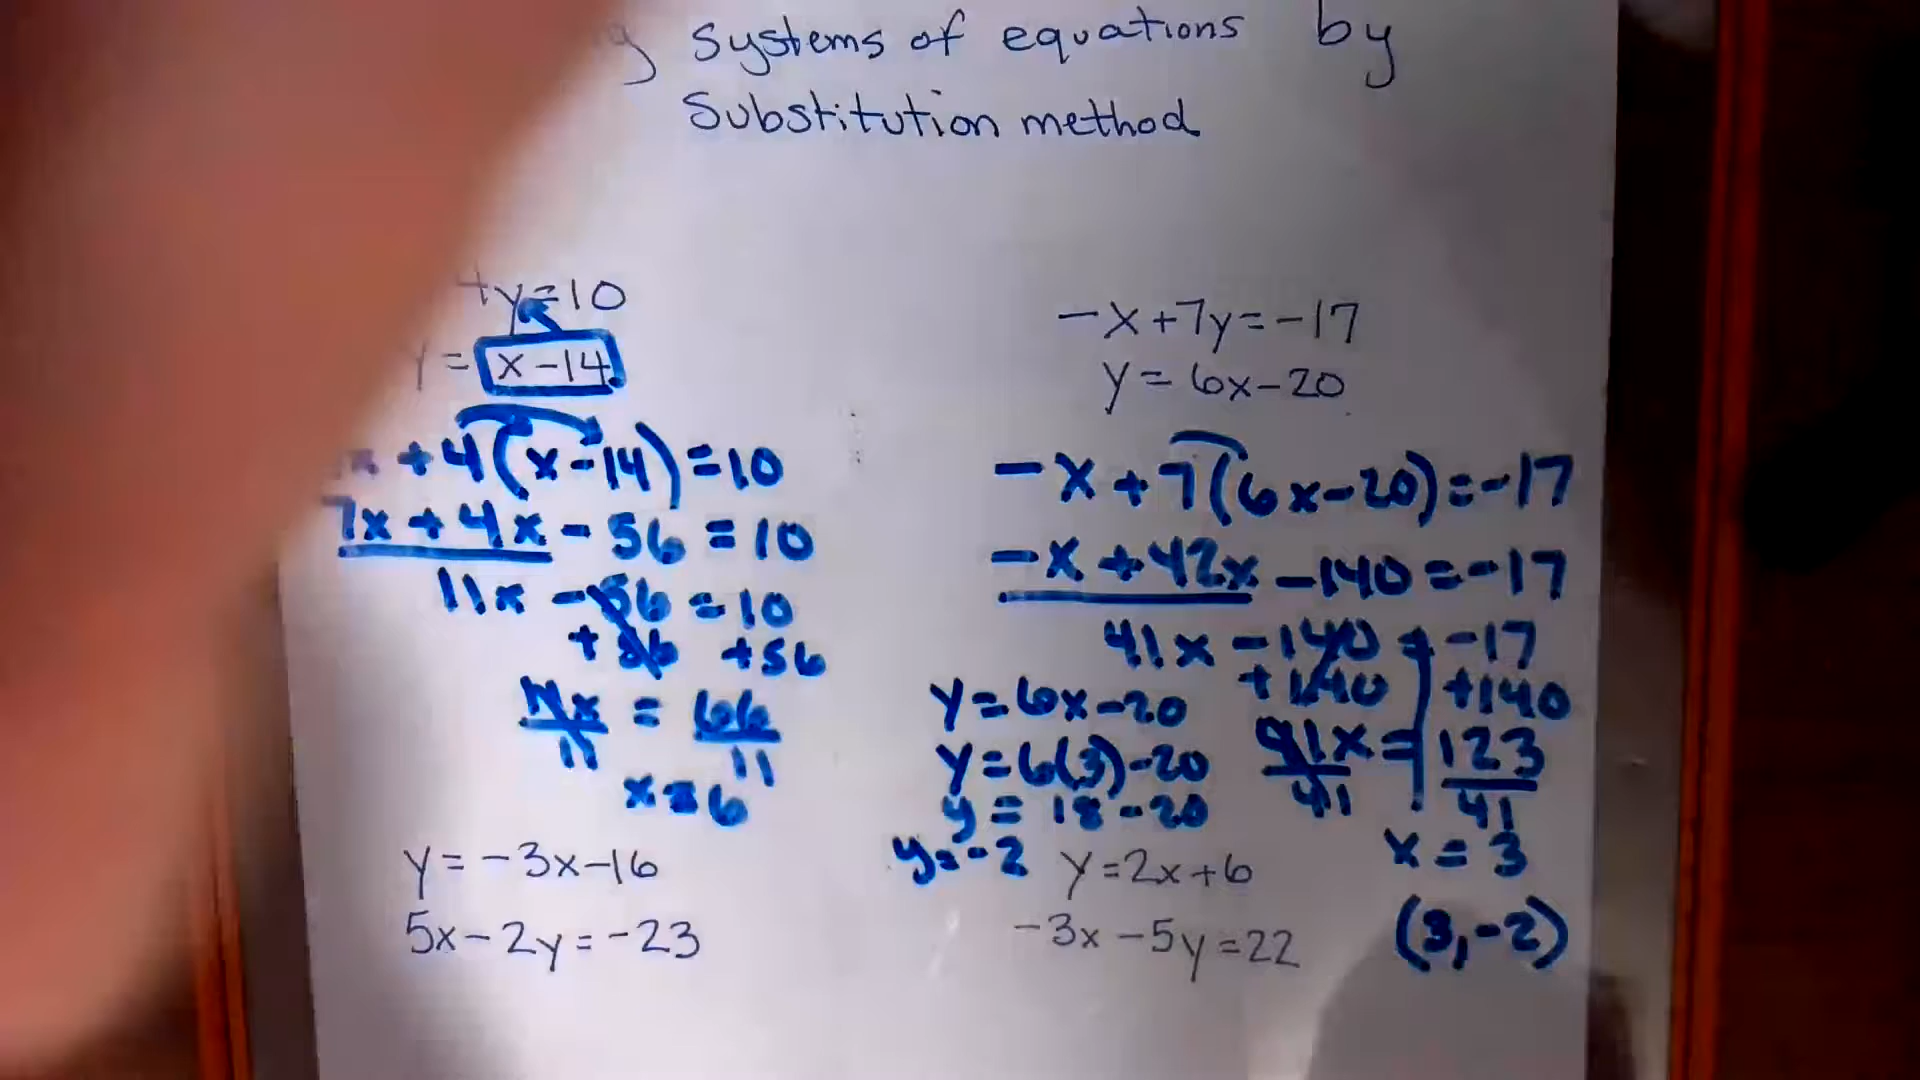 systems of equations by
Substitution method
+y=10
y = x-14
x + 4(x-14)=10
7x + 4x - 56 = 10
11x - 56 = 10
+56 +56
11x = 66
11 11
x=6
-x+7y=-17
y=6x-20
-x+7(6x-20)=-17
-x+42x-140=-17
41x-140=-17
+140 +140
41x=123
41 41
x=3
y=6x-20
y=6(3)-20
y=18-20
y=-2
(3,-2)
y=-3x-16
5x-2y=-23
y=2x+6
-3x-5y=22